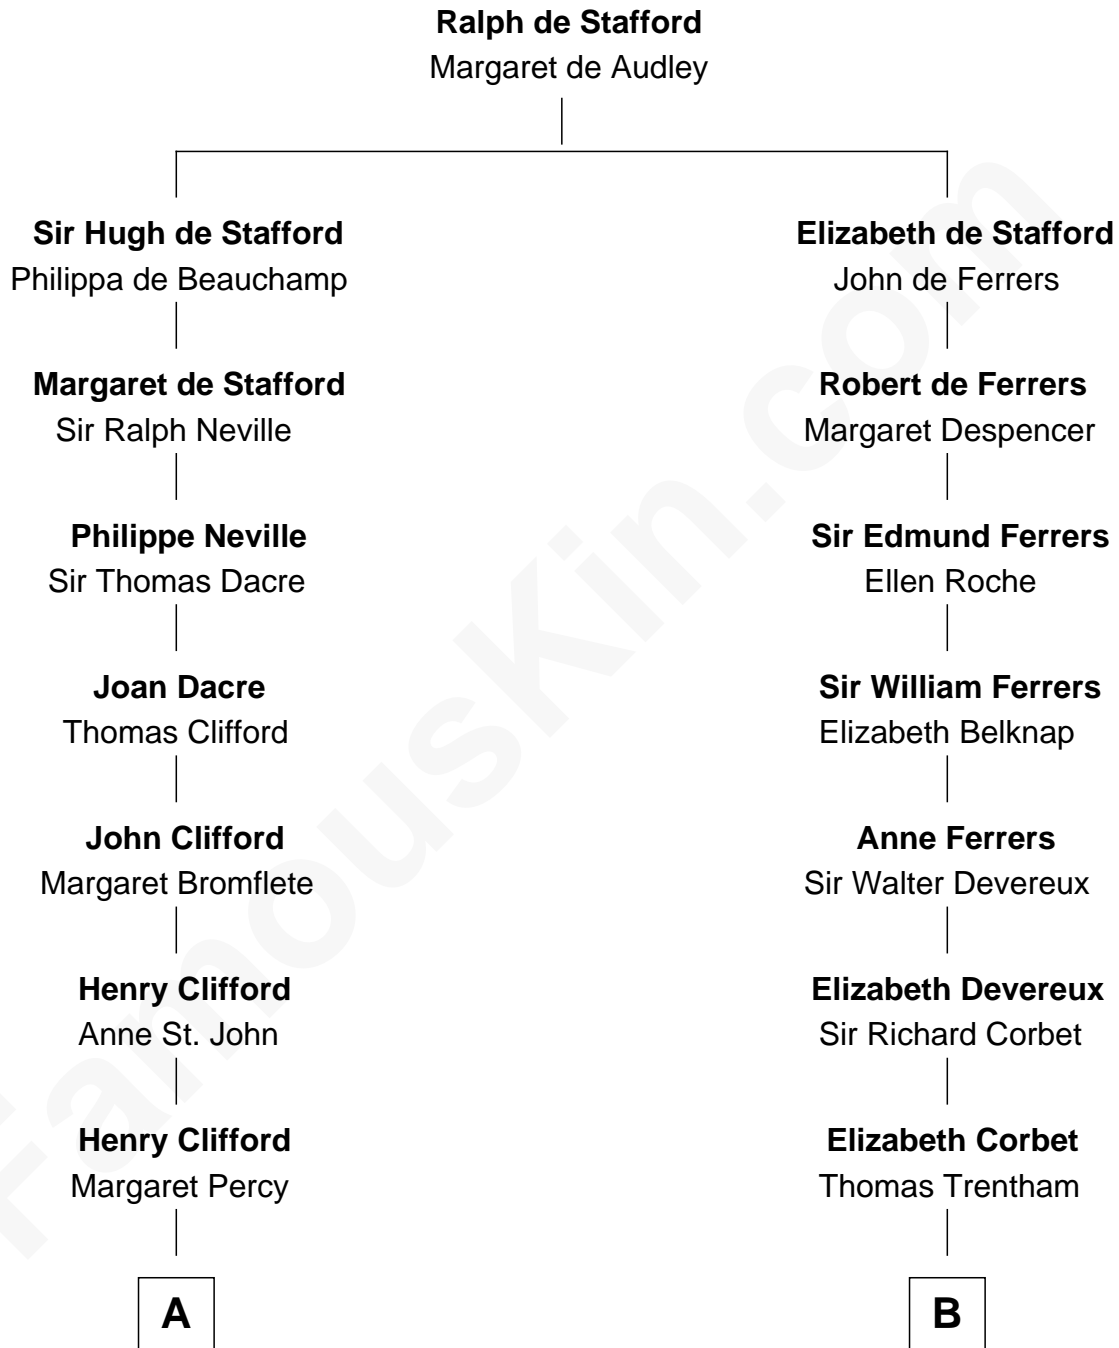 Ralph de Stafford
Margaret de Audley
Sir Hugh de Stafford
Philippa de Beauchamp
Margaret de Stafford
Sir Ralph Neville
Philippe Neville
Sir Thomas Dacre
Joan Dacre
Thomas Clifford
John Clifford
Margaret Bromflete
Henry Clifford
Anne St. John
Henry Clifford
Margaret Percy
A
Elizabeth de Stafford
John de Ferrers
Robert de Ferrers
Margaret Despencer
Sir Edmund Ferrers
Ellen Roche
Sir William Ferrers
Elizabeth Belknap
Anne Ferrers
Sir Walter Devereux
Elizabeth Devereux
Sir Richard Corbet
Elizabeth Corbet
Thomas Trentham
B
FamousKin.com